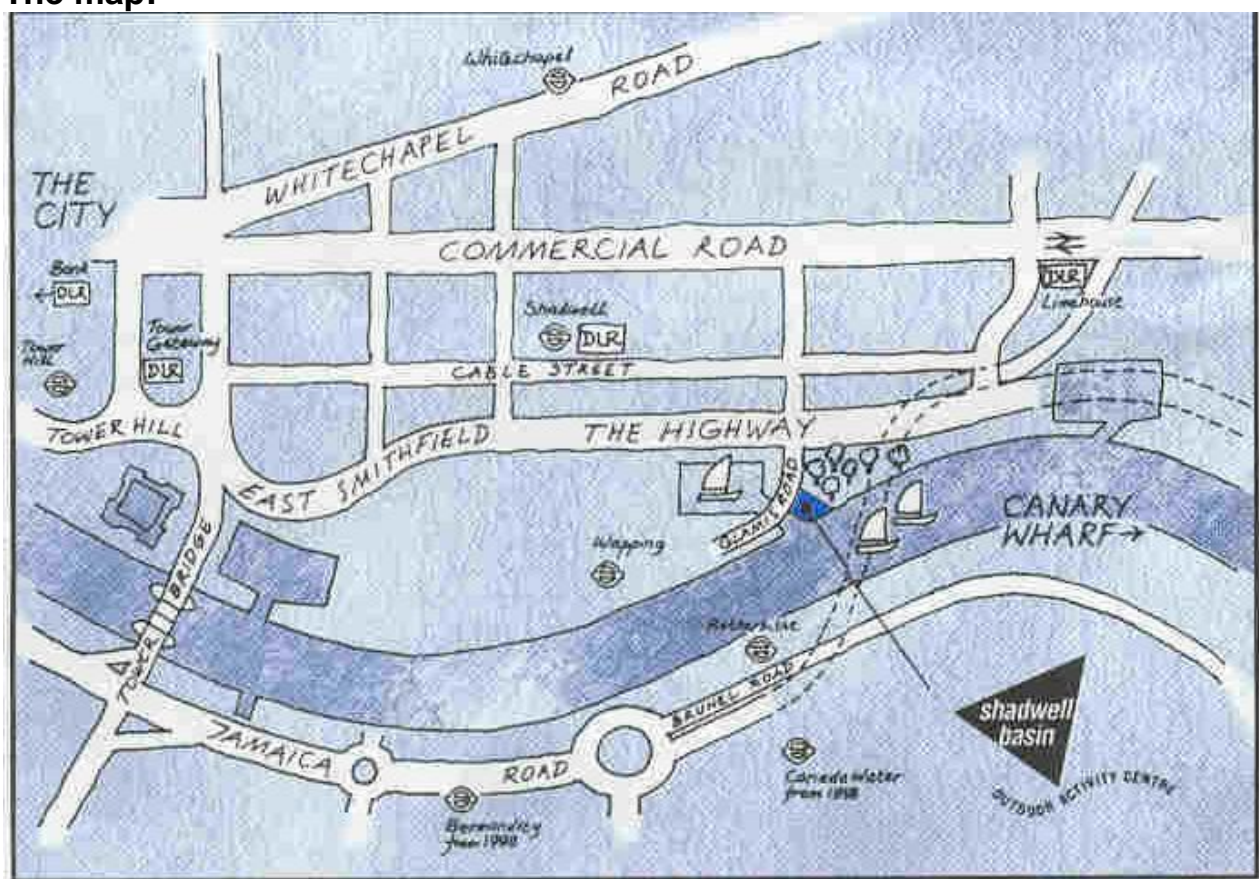 The map:
Whitechapel
WHITECHAPEL ROAD
THE
CITY
COMMERCIAL ROAD
Bank
DLR
DLR
Limehouse
Shadwell
DLR
Tower
Gateway
DLR
Tower
Hill
CABLE STREET
TOWER HILL
THE HIGHWAY
EAST SMITHFIELD
GLAMIS ROAD
CANARY
WHARF
Wapping
TOWER BRIDGE
Rotherhithe
BRUNEL ROAD
shadwell
basin
OUTDOOR ACTIVITY CENTRE
JAMAICA ROAD
Canada Water
from
Bermondsey
from 1998